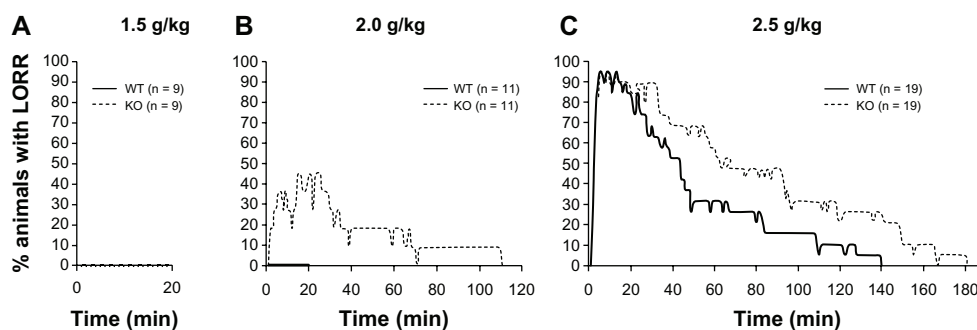 A 1.5 g/kg
B 2.0 g/kg
C 2.5 g/kg
% animals with LORR
100
90
80
70
60
50
40
30
20
10
0
WT (n = 9)
KO (n = 9)
0 20
Time (min)
100
90
80
70
60
50
40
30
20
10
0
WT (n = 11)
KO (n = 11)
0 20 40 60 80 100 120
Time (min)
100
90
80
70
60
50
40
30
20
10
0
WT (n = 19)
KO (n = 19)
0 20 40 60 80 100 120 140 160 180
Time (min)